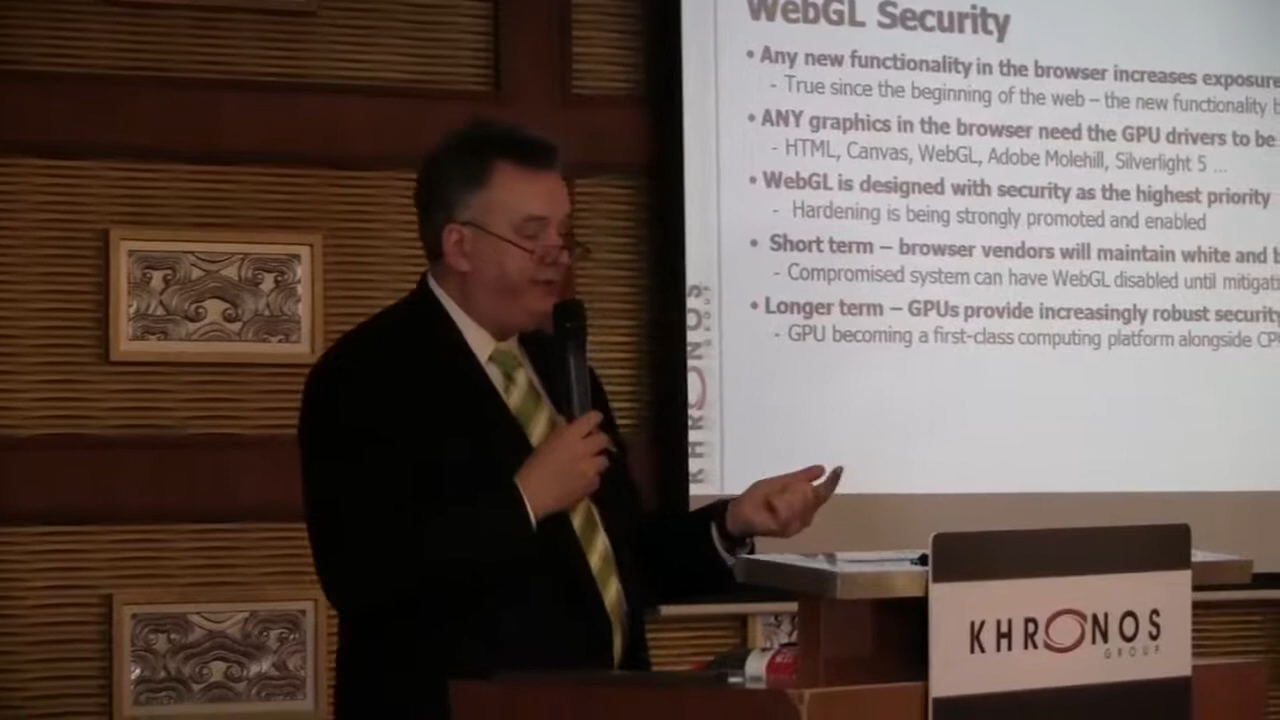 WebGL Security
• Any new functionality in the browser increases exposure
- True since the beginning of the web – the new functionality
• ANY graphics in the browser need the GPU drivers to be
- HTML, Canvas, WebGL, Adobe Molehill, Silverlight 5 ...
• WebGL is designed with security as the highest priority
- Hardening is being strongly promoted and enabled
• Short term – browser vendors will maintain white and
- Compromised system can have WebGL disabled until
• Longer term – GPUs provide increasingly robust security
- GPU becoming a first-class computing platform alongside
KHRONOS
GROUP
KHRONOS
GROUP